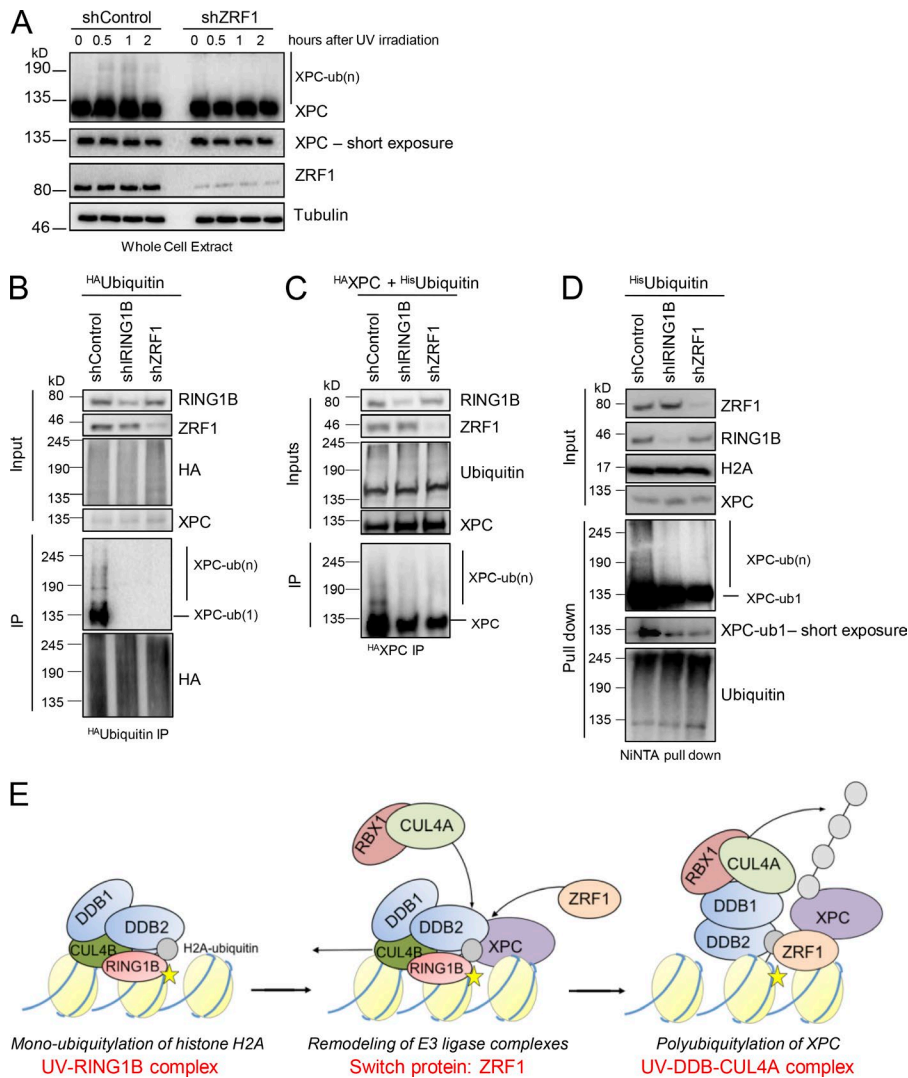 A
shControl
shZRF1
0 0.5 1 2 0 0.5 1 2 hours after UV irradiation
kD
190
XPC-ub(n)
135
XPC
135
XPC – short exposure
ZRF1
80
Tubulin
46
Whole Cell Extract
B
HAUbiquitin
shControl
shIRING1B
shZRF1
kD
Input
80
RING1B
46
ZRF1
245
HA
190
135
135
XPC
IP
245
XPC-ub(n)
190
135
XPC-ub(1)
245
190
HA
135
HAUbiquitin IP
C
HAXPC + HisUbiquitin
shControl
shIRING1B
shZRF1
kD
Inputs
80
RING1B
46
ZRF1
245
Ubiquitin
190
135
135
XPC
IP
245
XPC-ub(n)
190
135
XPC
HAXPC IP
D
HisUbiquitin
shControl
shIRING1B
shZRF1
kD
Input
80
ZRF1
46
RING1B
17
H2A
135
XPC
Pull down
245
XPC-ub(n)
190
135
XPC-ub1
135
XPC-ub1– short exposure
245
Ubiquitin
190
135
NiNTA pull down
E
DDB1
DDB2
CUL4B
RING1B
H2A-ubiquitin
Mono-ubiquitylation of histone H2A
UV-RING1B complex
RBX1
CUL4A
ZRF1
DDB1
DDB2
CUL4B
RING1B
XPC
Remodeling of E3 ligase complexes
Switch protein: ZRF1
RBX1
CUL4A
DDB1
DDB2
XPC
ZRF1
Polyubiquitylation of XPC
UV-DDB-CUL4A complex